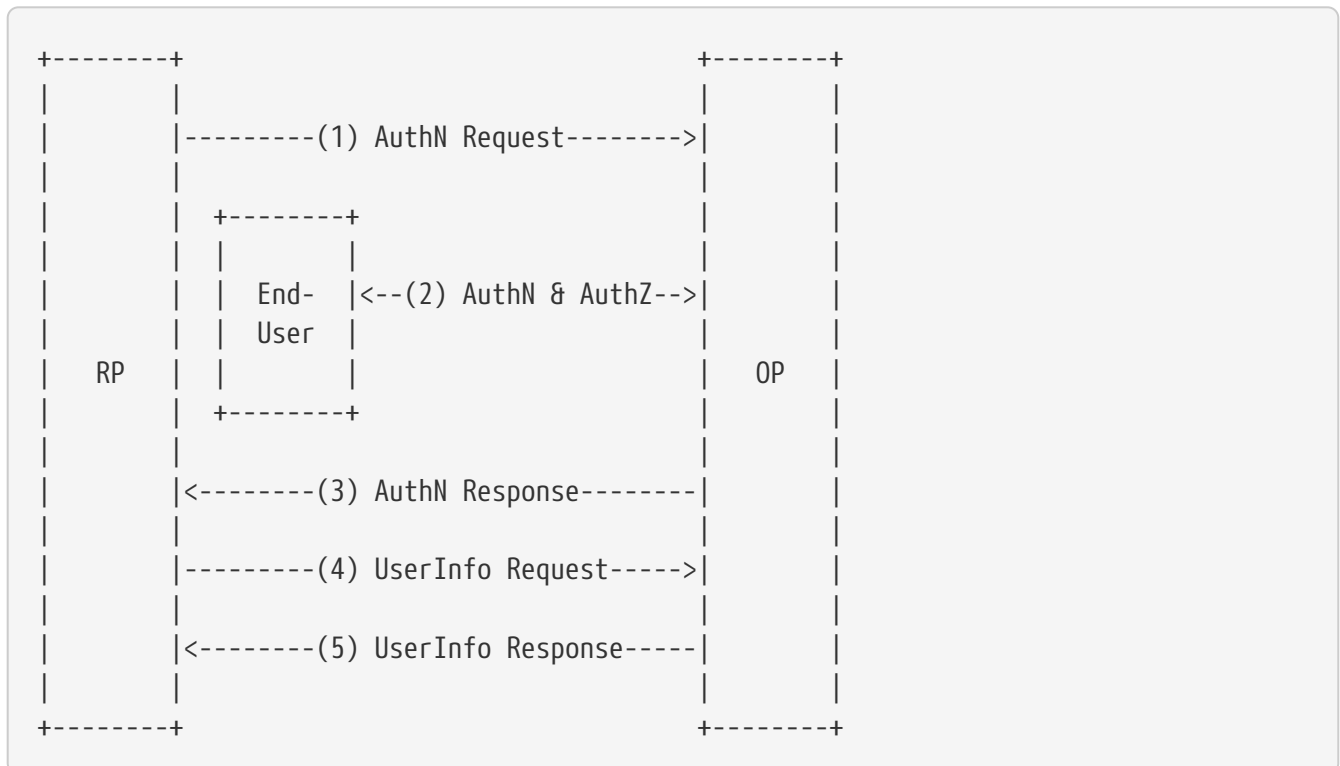 +--------+                                   +--------+
|        |                                   |        |
|        |---------(1) AuthN Request-------->|        |
|        |                                   |        |
|        |  +--------+                       |        |
|        |  |        |                       |        |
|        |  |  End-  |<--(2) AuthN & AuthZ-->|        |
|        |  |  User  |                       |        |
|   RP   |  |        |                       |   OP   |
|        |  +--------+                       |        |
|        |                                   |        |
|        |<--------(3) AuthN Response--------|        |
|        |                                   |        |
|        |---------(4) UserInfo Request----->|        |
|        |                                   |        |
|        |<--------(5) UserInfo Response-----|        |
|        |                                   |        |
+--------+                                   +--------+